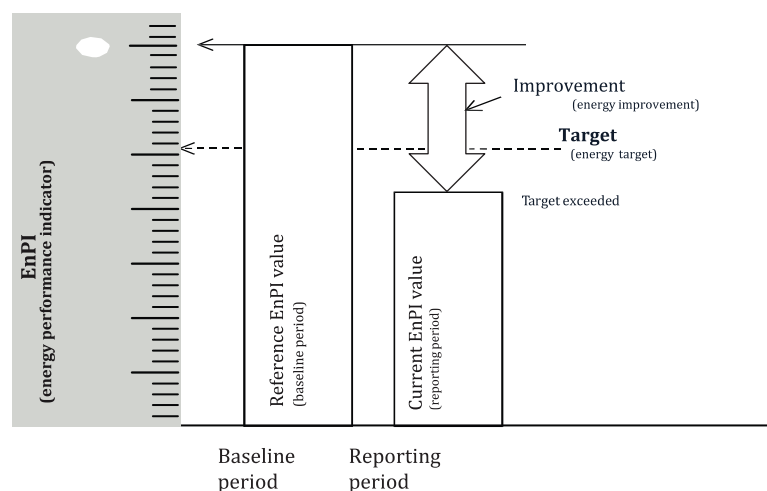 EnPI
(energy performance indicator)
Reference EnPI value
(baseline period)
Current EnPI value
(reporting period)
Improvement
(energy improvement)
Target
(energy target)
Target exceeded
Baseline
period
Reporting
period